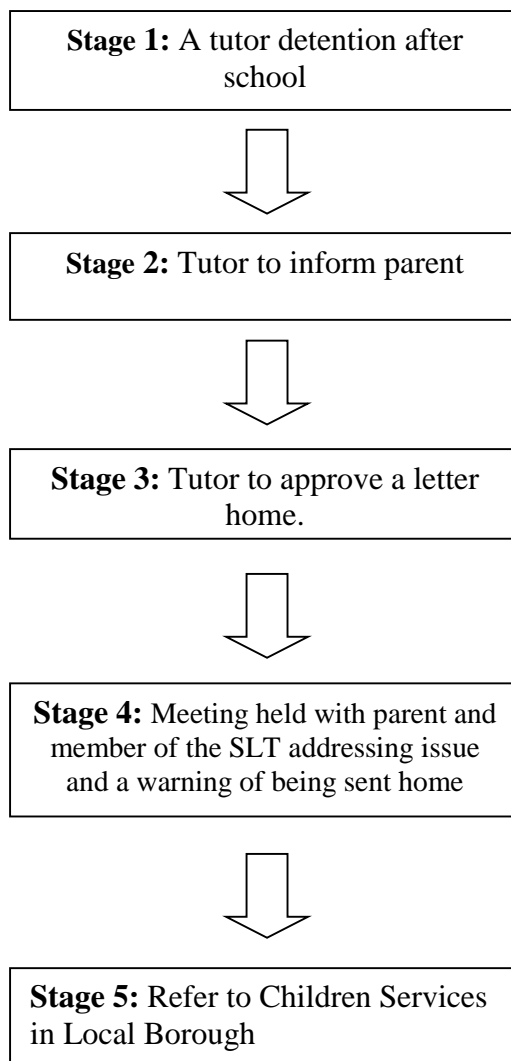 Stage 1: A tutor detention after
school
Stage 2: Tutor to inform parent
Stage 3: Tutor to approve a letter
home.
Stage 4: Meeting held with parent and
member of the SLT addressing issue
and a warning of being sent home
Stage 5: Refer to Children Services
in Local Borough